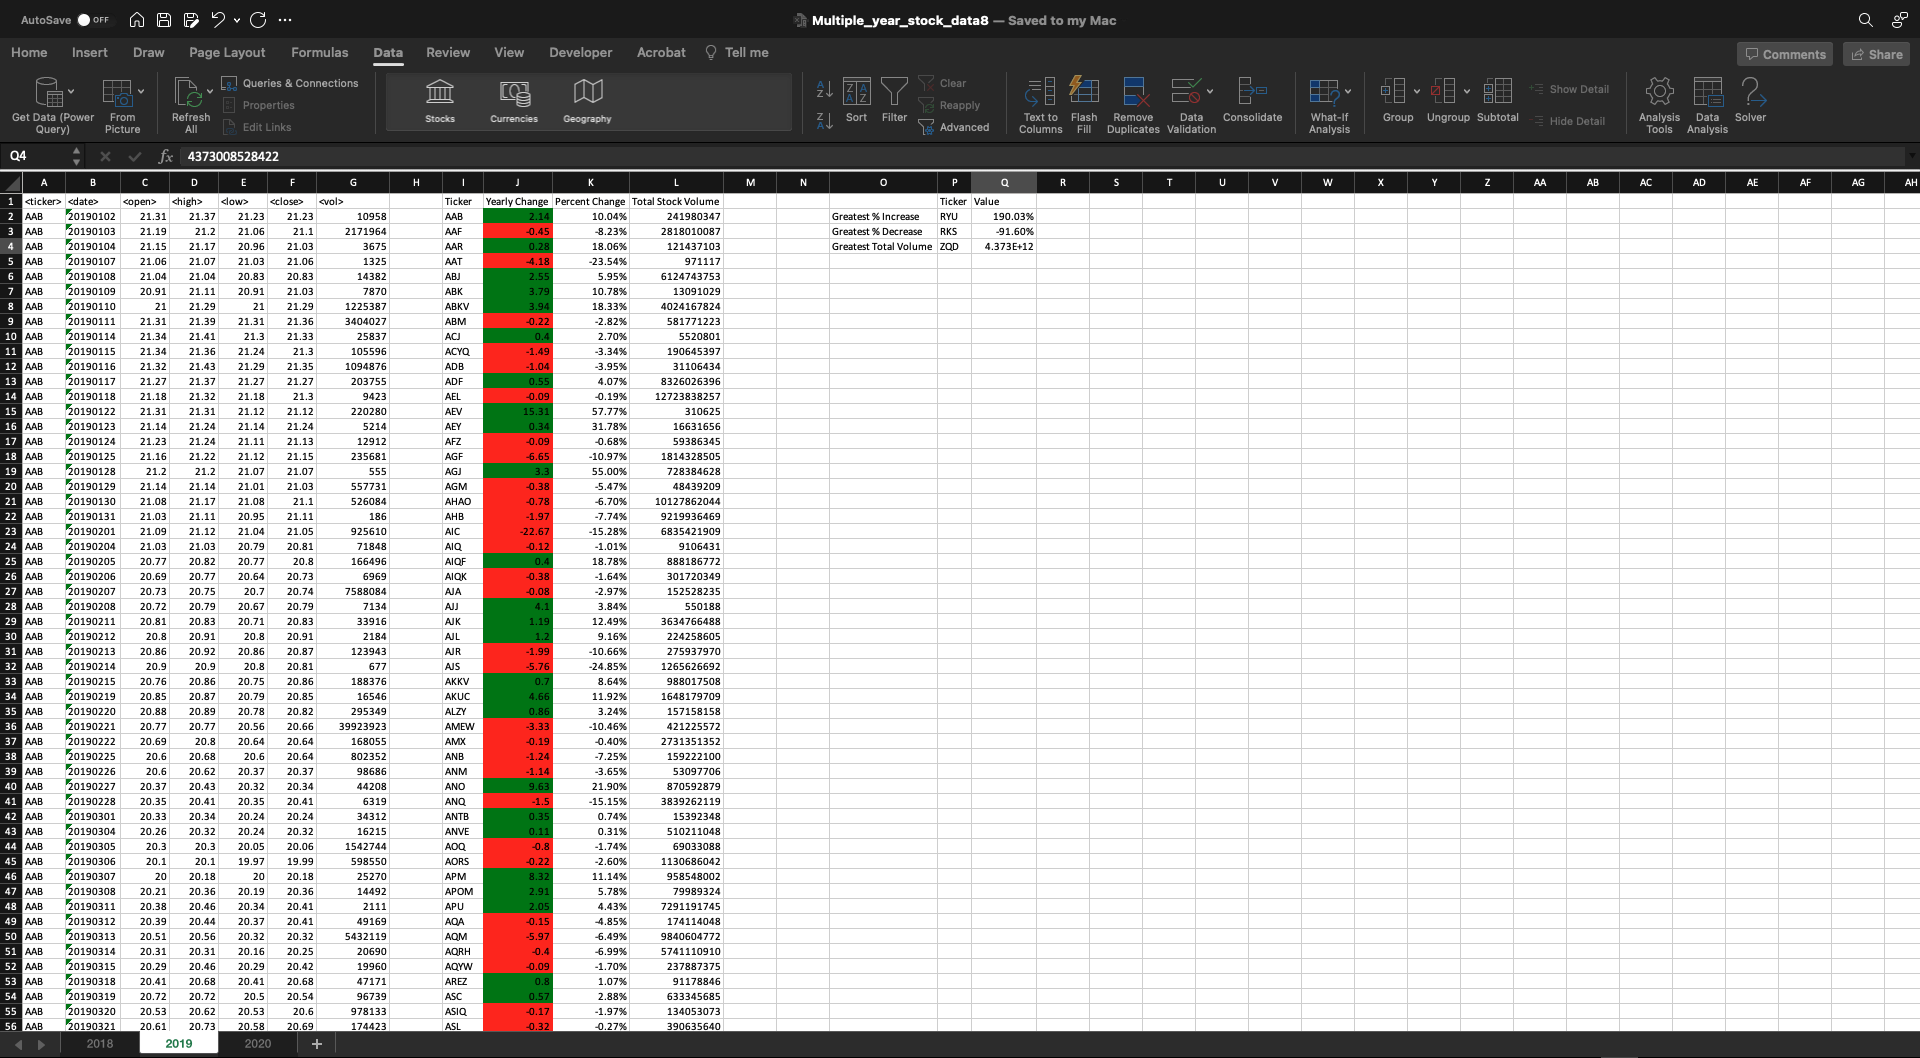 AutoSave OFF Multiple_year_stock_data8 — Saved to my Mac
Home Insert Draw Page Layout Formulas Data Review View Developer Acrobat Tell me Comments Share
Get Data (Power Query) From Picture Refresh All Queries & Connections Properties Edit Links Stocks Currencies Geography Sort Filter Clear Reapply Advanced Text to Columns Flash Fill Remove Duplicates Data Validation Consolidate What-If Analysis Group Ungroup Subtotal Show Detail Hide Detail Analysis Tools Data Analysis Solver
Q4 fx 4373008528422
A B C D E F G H I J K L M N O P Q R S T U V W X Y Z AA AB AC AD AE AF AG AH
1 <ticker> <date> <open> <high> <low> <close> <vol> Ticker Yearly Change Percent Change Total Stock Volume Ticker Value
2 AAB 20190102 21.31 21.37 21.23 21.23 10958 AAB 2.14 10.04% 241980347 Greatest % Increase RYU 190.03%
3 AAB 20190103 21.19 21.2 21.06 21.1 2171964 AAF -0.45 -8.23% 2818010087 Greatest % Decrease RKS -91.60%
4 AAB 20190104 21.15 21.17 20.96 21.03 3675 AAR 0.28 18.06% 121437103 Greatest Total Volume ZQD 4.373E+12
5 AAB 20190107 21.06 21.07 21.03 21.06 1325 AAT -4.18 -23.54% 971117
6 AAB 20190108 21.04 21.04 20.83 20.83 14382 ABJ 2.55 5.95% 6124743753
7 AAB 20190109 20.91 21.11 20.91 21.03 7870 ABK 3.79 10.78% 13091029
8 AAB 20190110 21 21.29 21 21.29 1225387 ABKV 3.94 18.33% 4024167824
9 AAB 20190111 21.31 21.39 21.31 21.36 3404027 ABM -0.22 -2.82% 581771223
10 AAB 20190114 21.34 21.41 21.3 21.33 25837 ACJ 0.4 2.70% 5520801
11 AAB 20190115 21.34 21.36 21.24 21.3 105596 ACYQ -1.49 -3.34% 190645397
12 AAB 20190116 21.32 21.43 21.29 21.35 1094876 ADB -1.04 -3.95% 31106434
13 AAB 20190117 21.27 21.37 21.27 21.27 203755 ADF 0.55 4.07% 8326026396
14 AAB 20190118 21.18 21.32 21.18 21.3 9423 AEL -0.09 -0.19% 12723838257
15 AAB 20190122 21.31 21.31 21.12 21.12 220280 AEV 15.31 57.77% 310625
16 AAB 20190123 21.14 21.24 21.14 21.24 5214 AEY 0.34 31.78% 16631656
17 AAB 20190124 21.23 21.24 21.11 21.13 12912 AFZ -0.09 -0.68% 59386345
18 AAB 20190125 21.16 21.22 21.12 21.15 235681 AGF -6.65 -10.97% 1814328505
19 AAB 20190128 21.2 21.2 21.07 21.07 555 AGJ 3.3 55.00% 728384628
20 AAB 20190129 21.14 21.14 21.01 21.03 557731 AGM -0.38 -5.47% 48439209
21 AAB 20190130 21.08 21.17 21.08 21.1 526084 AHAO -0.78 -6.70% 10127862044
22 AAB 20190131 21.03 21.11 20.95 21.11 186 AHB -1.97 -7.74% 9219936469
23 AAB 20190201 21.09 21.12 21.04 21.05 925610 AIC -22.67 -15.28% 6835421909
24 AAB 20190204 21.03 21.03 20.79 20.81 71848 AIQ -0.12 -1.01% 9106431
25 AAB 20190205 20.77 20.82 20.77 20.8 166496 AIQF 0.4 18.78% 888186772
26 AAB 20190206 20.69 20.77 20.64 20.73 6969 AIQK -0.38 -1.64% 301720349
27 AAB 20190207 20.73 20.75 20.7 20.74 7588084 AJA -0.08 -2.97% 152528235
28 AAB 20190208 20.72 20.79 20.67 20.79 7134 AJJ 4.1 3.84% 550188
29 AAB 20190211 20.81 20.83 20.71 20.83 33916 AJK 1.19 12.49% 3634766488
30 AAB 20190212 20.8 20.91 20.8 20.91 2184 AJL 1.2 9.16% 224258605
31 AAB 20190213 20.86 20.92 20.86 20.87 123943 AJR -1.99 -10.66% 275937970
32 AAB 20190214 20.9 20.9 20.8 20.81 677 AJS -5.76 -24.85% 1265626692
33 AAB 20190215 20.76 20.86 20.75 20.86 188376 AKKV 0.7 8.64% 988017508
34 AAB 20190219 20.85 20.87 20.79 20.85 16546 AKUC 4.66 11.92% 1648179709
35 AAB 20190220 20.88 20.89 20.78 20.82 295349 ALZY 0.86 3.24% 157158158
36 AAB 20190221 20.77 20.77 20.56 20.66 39923923 AMEW -3.33 -10.46% 421225572
37 AAB 20190222 20.69 20.8 20.64 20.64 168055 AMX -0.19 -0.40% 2731351352
38 AAB 20190225 20.6 20.68 20.6 20.64 802352 ANB -1.24 -7.25% 159222100
39 AAB 20190226 20.6 20.62 20.37 20.37 98686 ANM -1.14 -3.65% 53097706
40 AAB 20190227 20.37 20.43 20.32 20.34 44208 ANO 9.63 21.90% 870592879
41 AAB 20190228 20.35 20.41 20.35 20.41 6319 ANQ -1.5 -15.15% 3839262119
42 AAB 20190301 20.33 20.34 20.24 20.24 34312 ANTB 0.35 0.74% 15392348
43 AAB 20190304 20.26 20.32 20.24 20.32 16215 ANVE 0.11 0.31% 510211048
44 AAB 20190305 20.3 20.3 20.05 20.06 1542744 AOQ -0.8 -1.74% 69033088
45 AAB 20190306 20.1 20.1 19.97 19.99 598550 AORS -0.22 -2.60% 1130686042
46 AAB 20190307 20 20.18 20 20.18 25270 APM 8.32 11.14% 958548002
47 AAB 20190308 20.21 20.36 20.19 20.36 14492 APOM 2.91 5.78% 79989324
48 AAB 20190311 20.38 20.46 20.34 20.41 2111 APU 2.05 4.43% 7291191745
49 AAB 20190312 20.39 20.44 20.37 20.41 49169 AQA -0.15 -4.85% 174114048
50 AAB 20190313 20.51 20.56 20.32 20.32 5432119 AQM -5.97 -6.49% 9840604772
51 AAB 20190314 20.31 20.31 20.16 20.25 20690 AQRH -0.4 -6.99% 5741110910
52 AAB 20190315 20.29 20.46 20.29 20.42 19960 AQYW -0.09 -1.70% 237887375
53 AAB 20190318 20.41 20.68 20.41 20.68 47171 AREZ 0.8 1.07% 91178846
54 AAB 20190319 20.72 20.72 20.5 20.54 96739 ASC 0.57 2.88% 633345685
55 AAB 20190320 20.53 20.62 20.53 20.6 978133 ASIQ -0.17 -1.97% 134053073
56 AAB 20190321 20.61 20.73 20.58 20.69 174423 ASL -0.32 -0.27% 390635640
2018 2019 2020